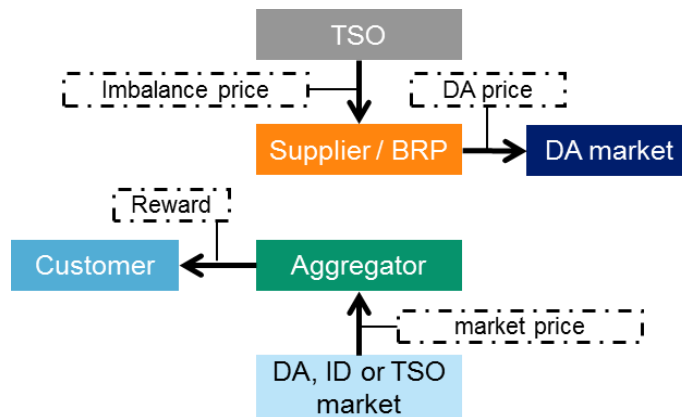 TSO
Imbalance price
DA price
Supplier / BRP
DA market
Reward
Customer
Aggregator
market price
DA, ID or TSO
market